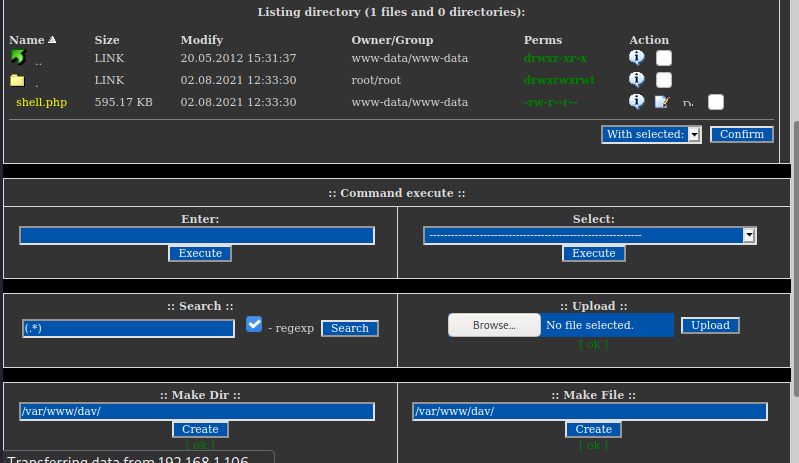 Listing directory (1 files and 0 directories):
Name Size Modify Owner/Group Perms Action
.. LINK 20.05.2012 15:31:37 www-data/www-data drwxr-xr-x
. LINK 02.08.2021 12:33:30 root/root drwxrwxrwt
shell.php 595.17 KB 02.08.2021 12:33:30 www-data/www-data -rw-r--r--
With selected: Confirm
:: Command execute ::
Enter: Select:
------------------------------------------------------------
Execute Execute
:: Search :: :: Upload ::
(.*) - regexp Search Browse... No file selected. Upload
[ ok ]
:: Make Dir :: :: Make File ::
/var/www/dav/ /var/www/dav/
Create Create
[ ok ] [ ok ]
Transferring data from 192.168.1.106